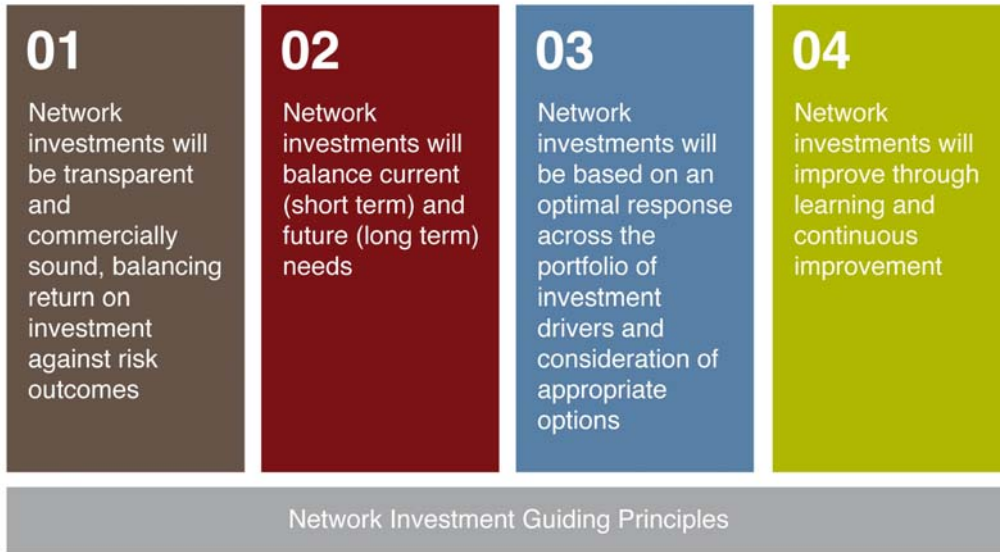 01
Network
investments will
be transparent
and
commercially
sound, balancing
return on
investment
against risk
outcomes
02
Network
investments will
balance current
(short term) and
future (long term)
needs
03
Network
investments will
be based on an
optimal response
across the
portfolio of
investment
drivers and
consideration of
appropriate
options
04
Network
investments will
improve through
learning and
continuous
improvement
Network Investment Guiding Principles